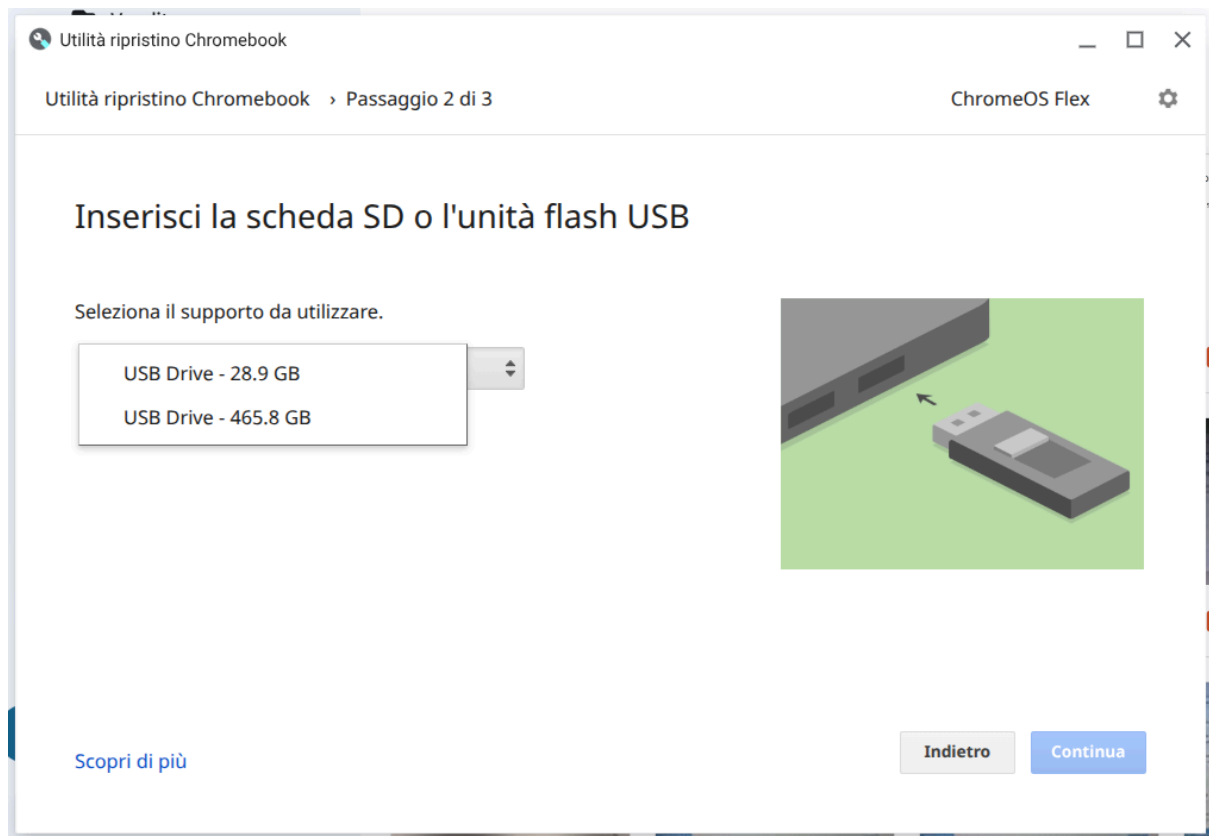 Utilità ripristino Chromebook
Utilità ripristino Chromebook › Passaggio 2 di 3
ChromeOS Flex
Inserisci la scheda SD o l'unità flash USB
Seleziona il supporto da utilizzare.
USB Drive - 28.9 GB
USB Drive - 465.8 GB
Scopri di più
Indietro
Continua